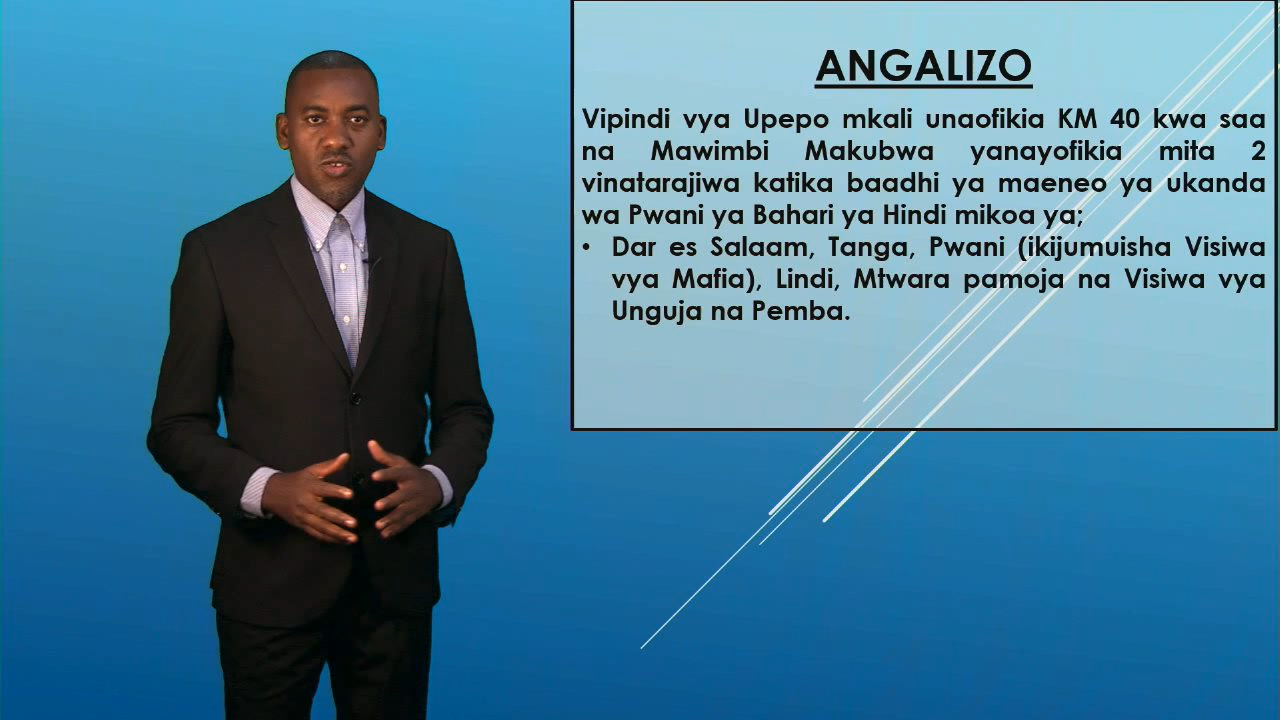 ANGALIZO
Vipindi vya Upepo mkali unaofikia KM 40 kwa saa
na Mawimbi Makubwa yanayofikia mita 2
vinatarajiwa katika baadhi ya maeneo ya ukanda
wa Pwani ya Bahari ya Hindi mikoa ya;
• Dar es Salaam, Tanga, Pwani (ikijumuisha Visiwa
vya Mafia), Lindi, Mtwara pamoja na Visiwa vya
Unguja na Pemba.